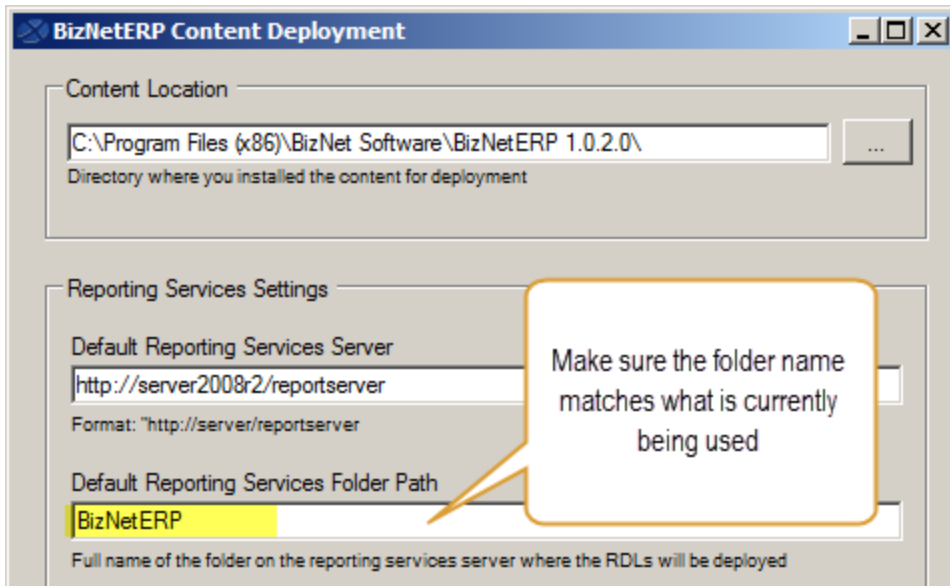 BizNetERP Content Deployment
Content Location
C:\Program Files (x86)\BizNet Software\BizNetERP 1.0.2.0\
...
Directory where you installed the content for deployment
Reporting Services Settings
Default Reporting Services Server
http://server2008r2/reportserver
Format: "http://server/reportserver
Make sure the folder name
matches what is currently
being used
Default Reporting Services Folder Path
BizNetERP
Full name of the folder on the reporting services server where the RDLs will be deployed